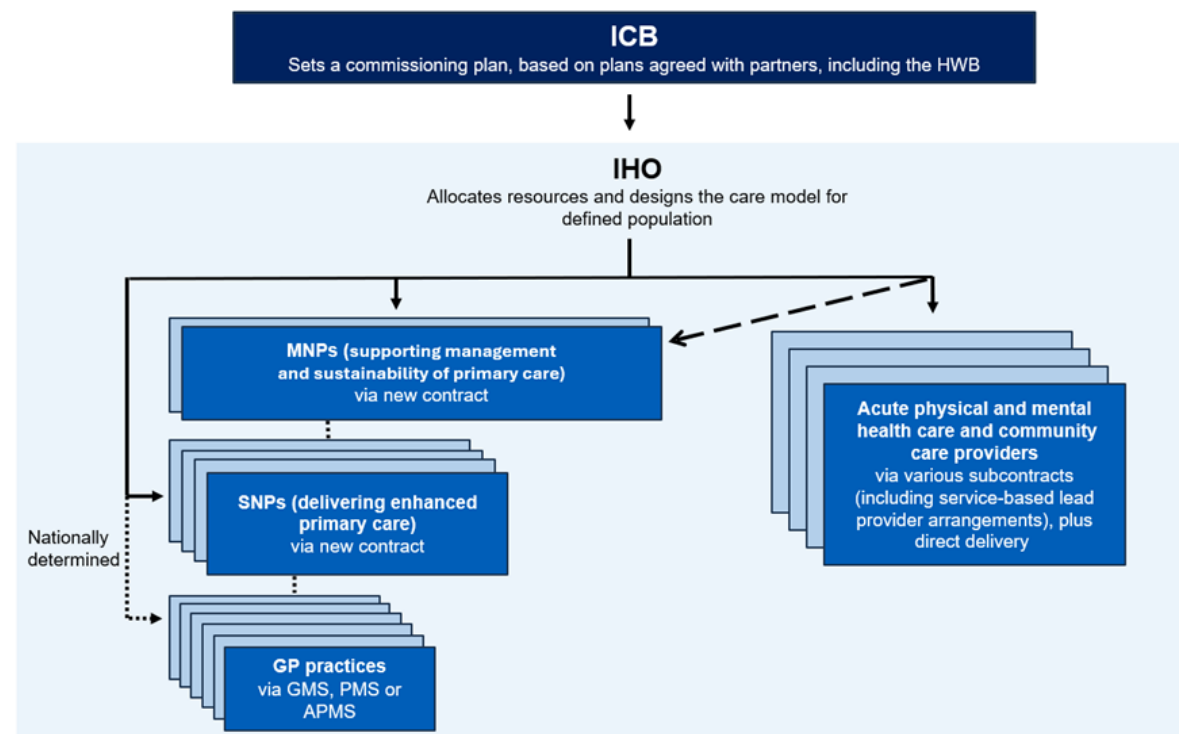 ICB
Sets a commissioning plan, based on plans agreed with partners, including the HWB
IHO
Allocates resources and designs the care model for
defined population
MNPs (supporting management
and sustainability of primary care)
via new contract
Acute physical and mental
health care and community
care providers
via various subcontracts
(including service-based lead
provider arrangements), plus
direct delivery
SNPs (delivering enhanced
primary care)
via new contract
Nationally
determined
GP practices
via GMS, PMS or
APMS